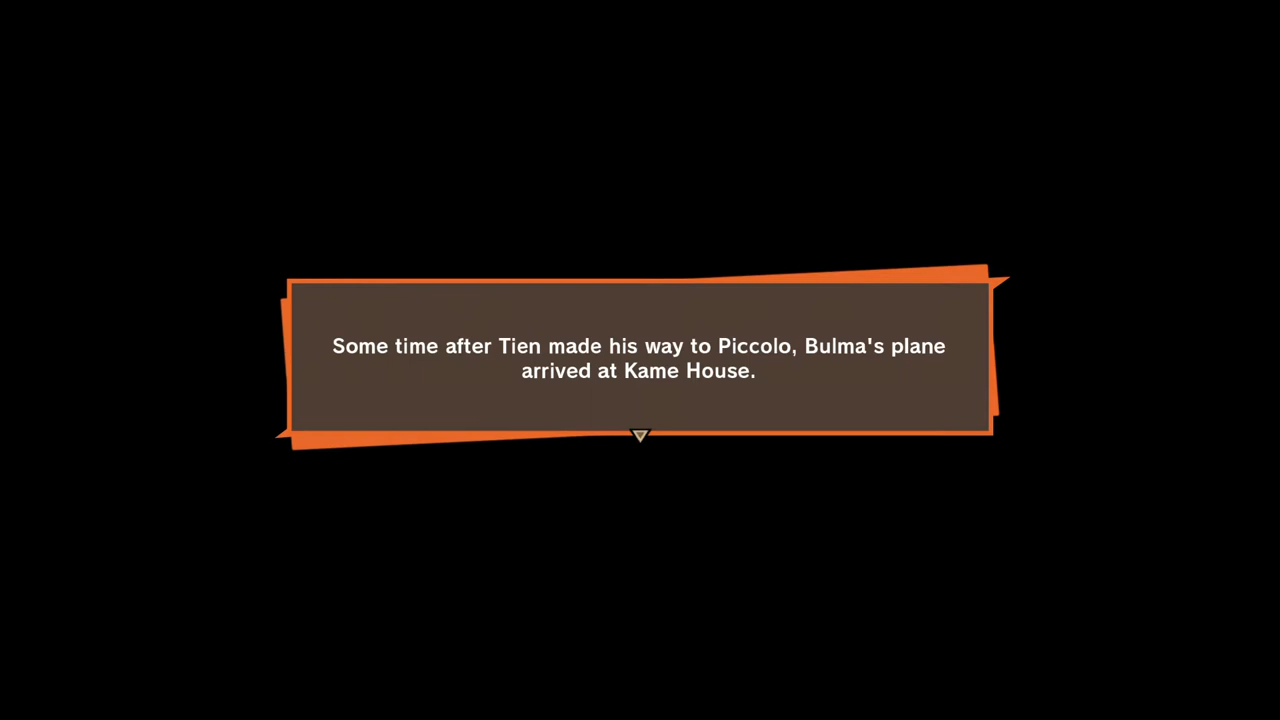 Some time after Tien made his way to Piccolo, Bulma's plane
arrived at Kame House.